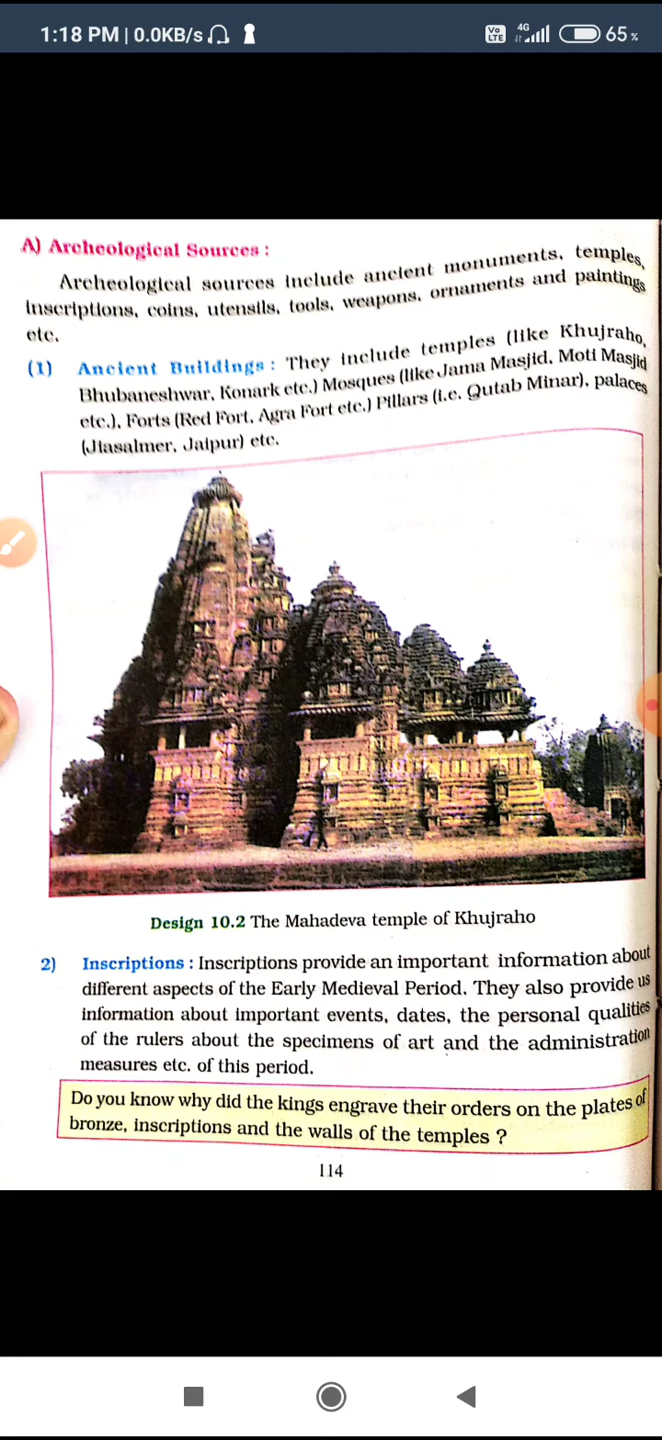 1:18 PM | 0.0KB/s
Vo LTE 4G 65 %
A) Archeological Sources :
Archeological sources include ancient monuments, temples,
inscriptions, coins, utensils, tools, weapons, ornaments and paintings
etc.
(1) Ancient Buildings : They include temples (like Khujraho,
Bhubaneshwar, Konark etc.) Mosques (like Jama Masjid, Moti Masjid
etc.), Forts (Red Fort, Agra Fort etc.) Pillars (i.e. Qutab Minar), palaces
(Jiasalmer, Jaipur) etc.
Design 10.2 The Mahadeva temple of Khujraho
2) Inscriptions : Inscriptions provide an important information about
different aspects of the Early Medieval Period. They also provide us
information about important events, dates, the personal qualities
of the rulers about the specimens of art and the administration
measures etc. of this period.
Do you know why did the kings engrave their orders on the plates of
bronze, inscriptions and the walls of the temples ?
114